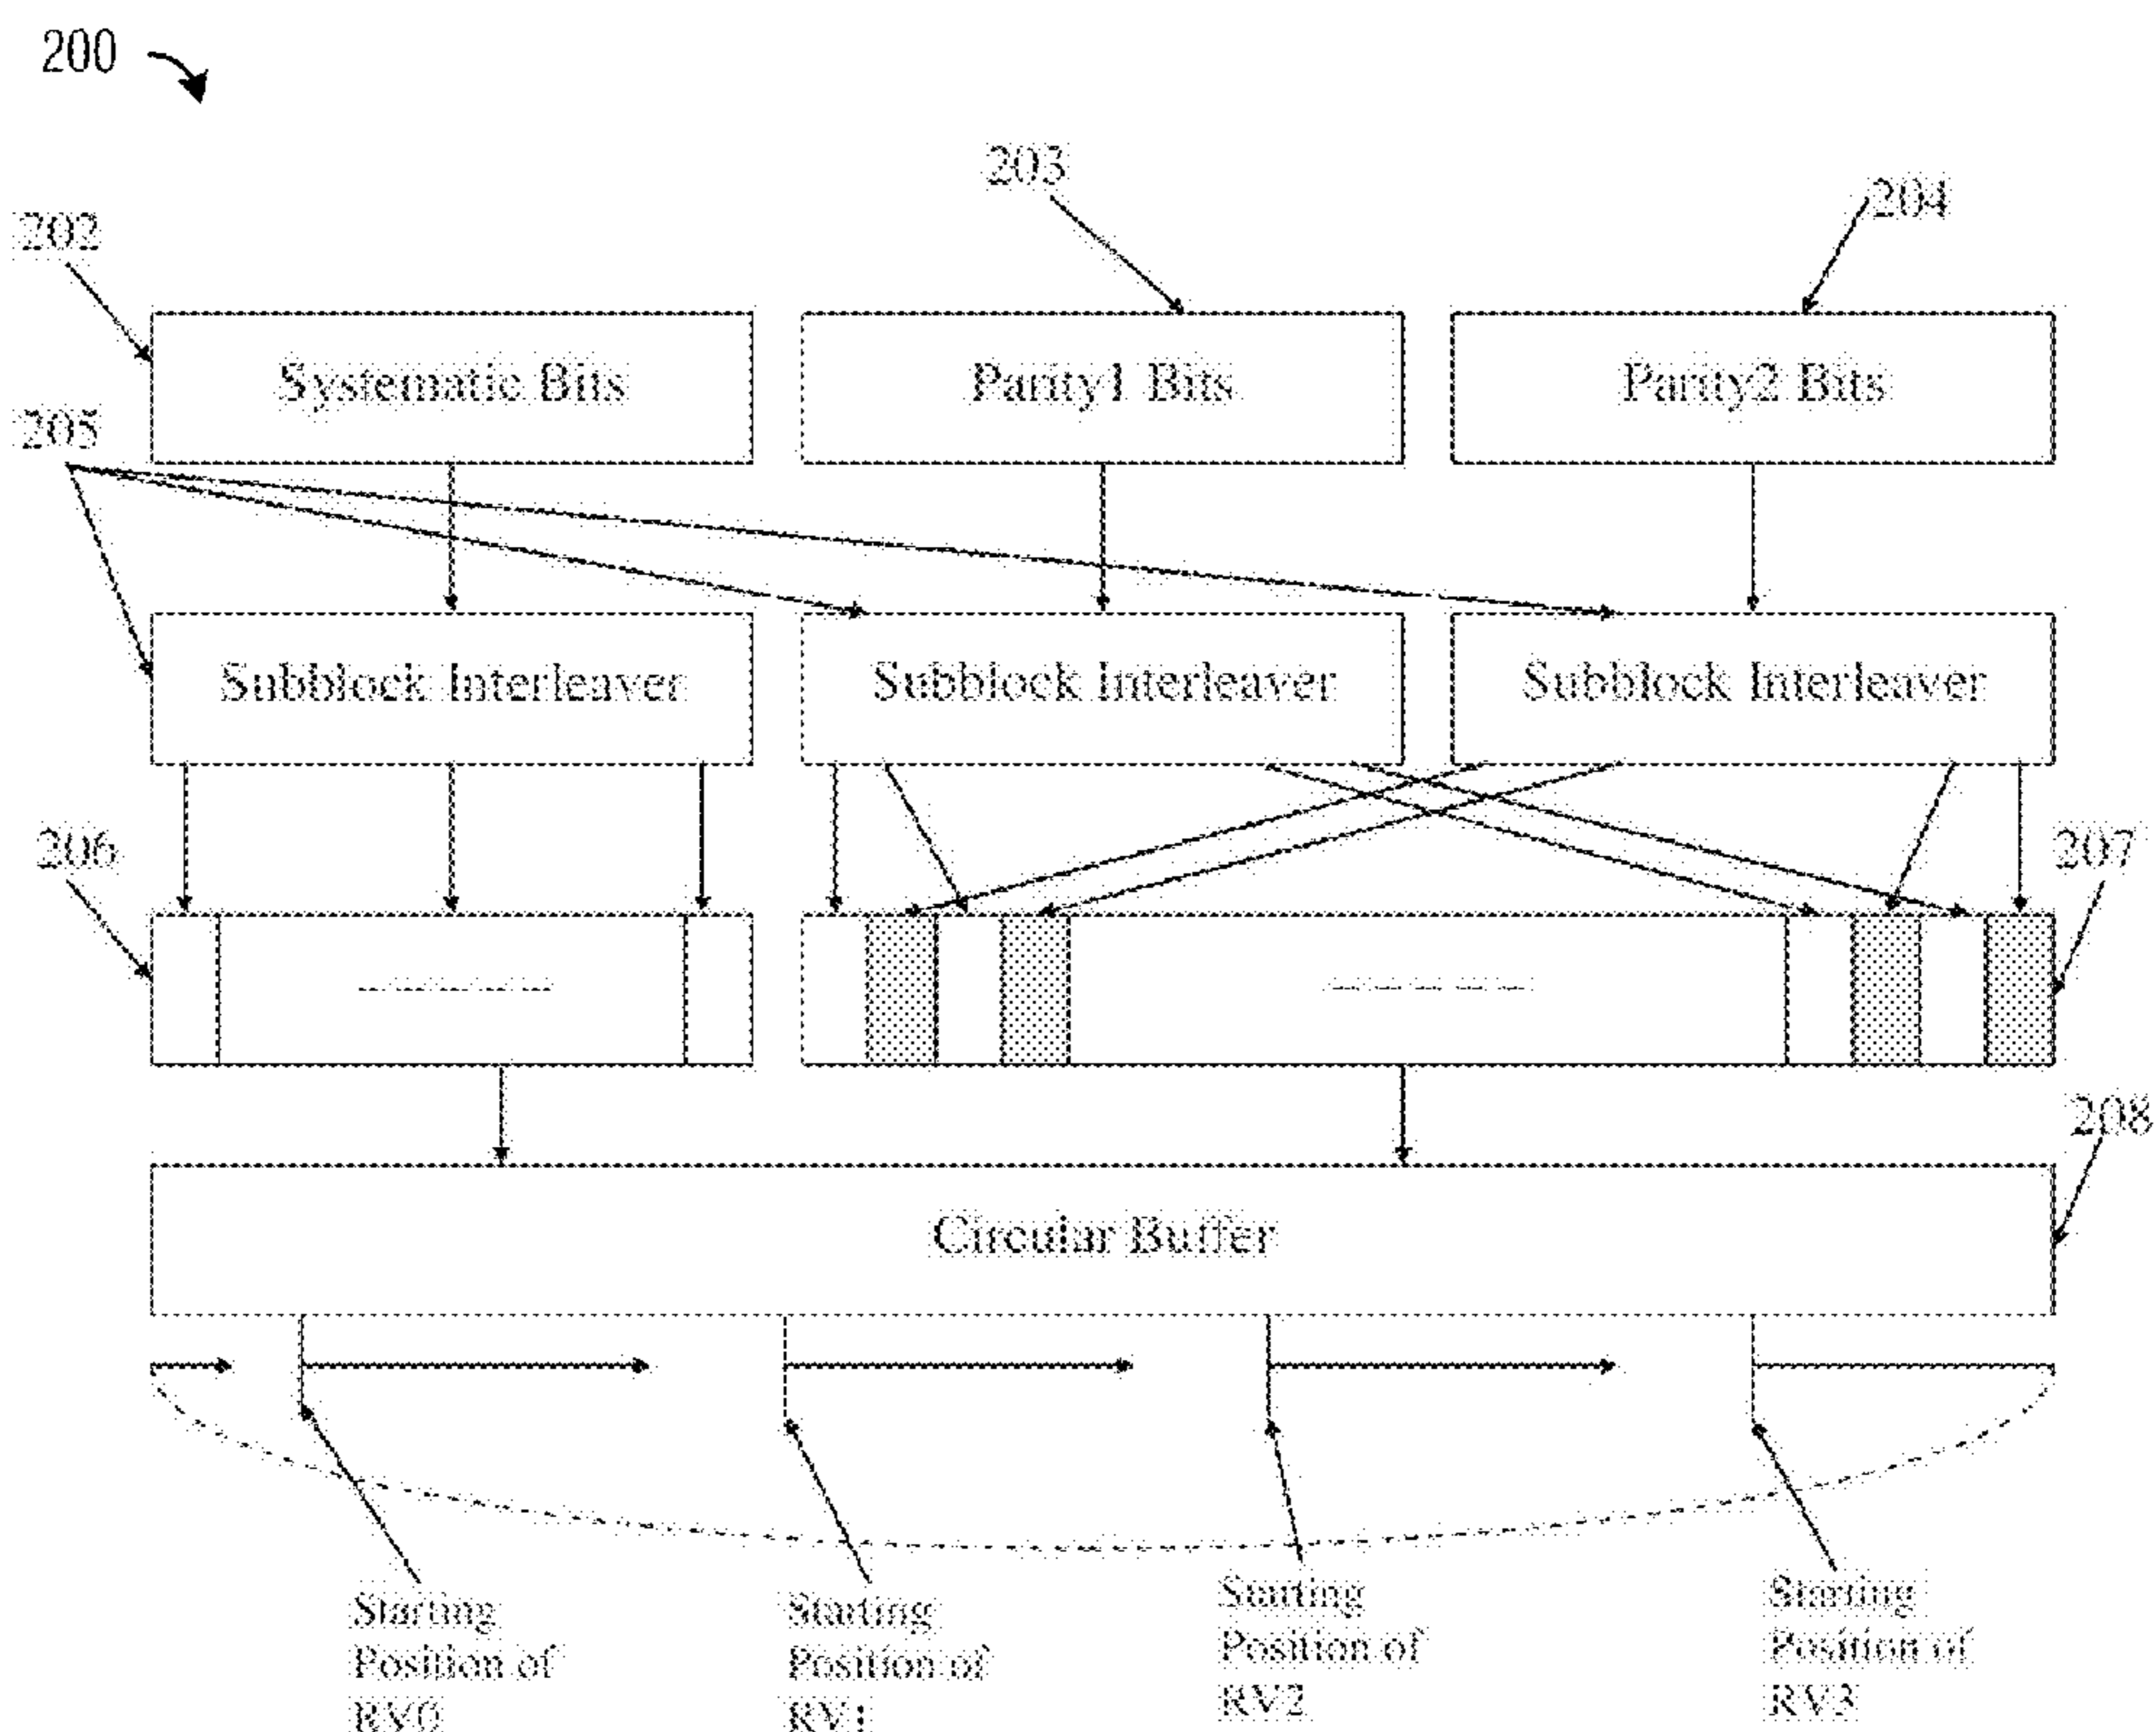 200
203
204
202
Systematic Bits
Parity1 Bits
Parity2 Bits
205
Subblock Interleaver
Subblock Interleaver
Subblock Interleaver
206
207
208
Circular Buffer
Starting
Position of
RV0
Starting
Position of
RV1
Starting
Position of
RV2
Starting
Position of
RV3